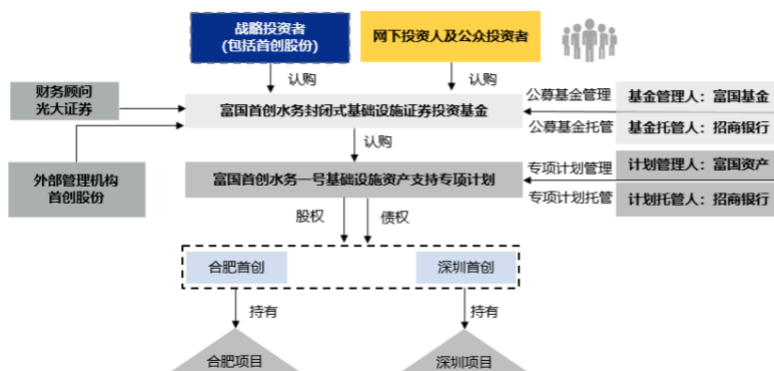 战略投资者
(包括首创股份)
网下投资人及公众投资者
认购
认购
财务顾问
光大证券
富国首创水务封闭式基础设施证券投资基金
公募基金管理
基金管理人：富国基金
公募基金托管
基金托管人：招商银行
认购
外部管理机构
首创股份
富国首创水务一号基础设施资产支持专项计划
专项计划管理
计划管理人：富国资产
专项计划托管
计划托管人：招商银行
股权
债权
合肥首创
深圳首创
持有
持有
合肥项目
深圳项目